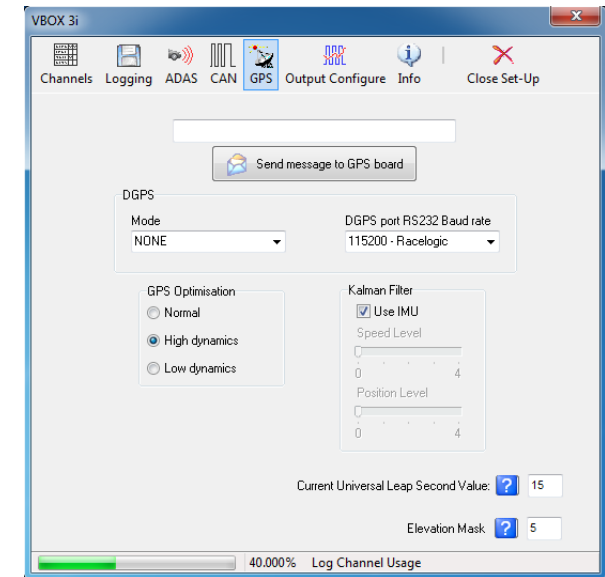 VBOX 3i
x
Channels Logging ADAS CAN GPS Output Configure Info Close Set-Up
Send message to GPS board
DGPS
Mode DGPS port RS232 Baud rate
NONE 115200 - Racelogic
GPS Optimisation Kalman Filter
Normal Use IMU
Speed Level
High dynamics
0 4
Low dynamics
Position Level
0 4
Current Universal Leap Second Value: ? 15
Elevation Mask ? 5
40.000% Log Channel Usage